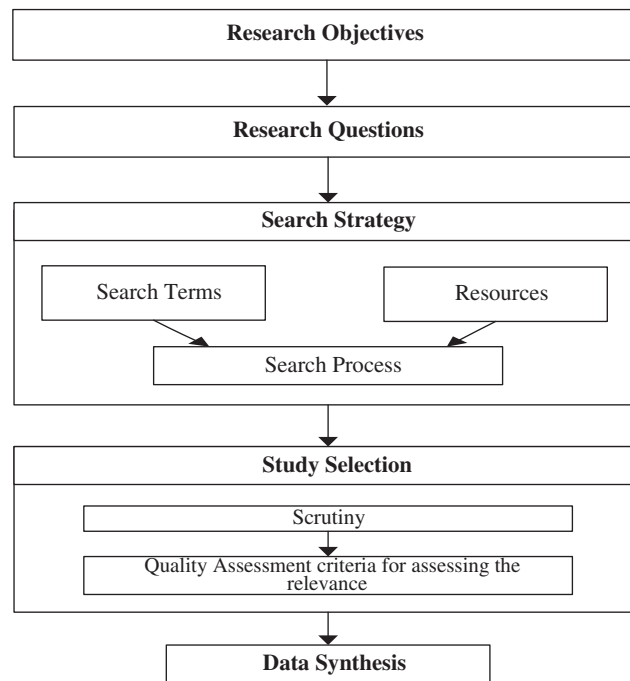 Research Objectives
Research Questions
Search Strategy
Search Terms
Resources
Search Process
Study Selection
Scrutiny
Quality Assessment criteria for assessing the
relevance
Data Synthesis